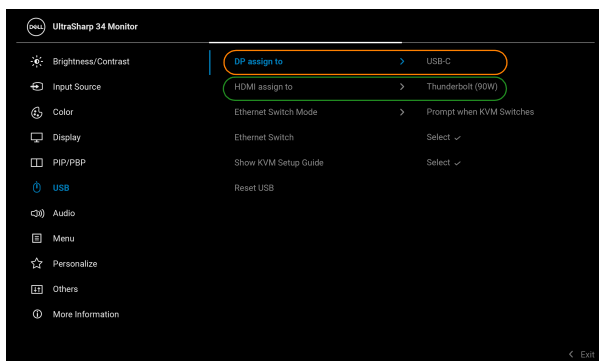 DELL UltraSharp 34 Monitor
Brightness/Contrast DP assign to > USB-C
Input Source HDMI assign to > Thunderbolt (90W)
Color Ethernet Switch Mode > Prompt when KVM Switches
Display Ethernet Switch Select ✓
PIP/PBP Show KVM Setup Guide Select ✓
USB Reset USB
Audio
Menu
Personalize
Others
More Information
< Exit